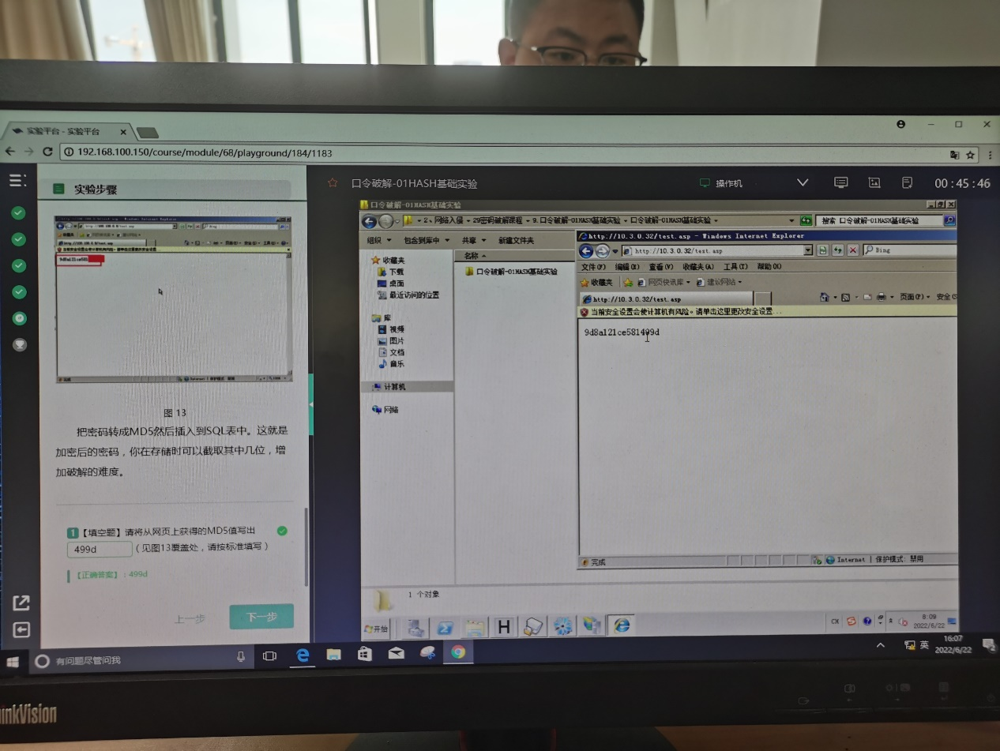 实验平台 - 实验平台
192.168.100.150/course/module/68/playground/184/1183
实验步骤
9d8a121ce581
图 13
把密码转成MD5然后插入到SQL表中。这就是
加密后的密码，你在存储时可以截取其中几位，增
加破解的难度。
1【填空题】请将从网页上获得的MD5值写出
499d（见图13覆盖处，请按标准填写）
【正确答案】：499d
上一步 下一步
口令破解-01HASH基础实验
操作机
00:45:46
口令破解-01HASH基础实验
2、网络入侵 29密码破解课程 9.口令破解-01HASH基础实验 口令破解-01HASH基础实验
搜索 口令破解-01HASH基础实验
组织 包含到库中 共享 新建文件夹
收藏夹
下载
桌面
最近访问的位置
库
视频
图片
文档
音乐
计算机
网络
名称
口令破解-01HASH基础实验
http://10.3.0.32/test.asp - Windows Internet Explorer
http://10.3.0.32/test.asp
Bing
文件(F) 编辑(E) 查看(V) 收藏夹(A) 工具(T) 帮助(H)
收藏夹 网页快讯库 建议网站
http://10.3.0.32/test.asp
页面(P) 安全(S
当前安全设置会使计算机有风险。请单击这里更改安全设置...
9d8a121ce581499d
完成
Internet | 保护模式: 禁用
1 个对象
开始
H
CH
8:09
2022/6/22
有问题尽管问我
英
16:07
2022/6/22
inkVision